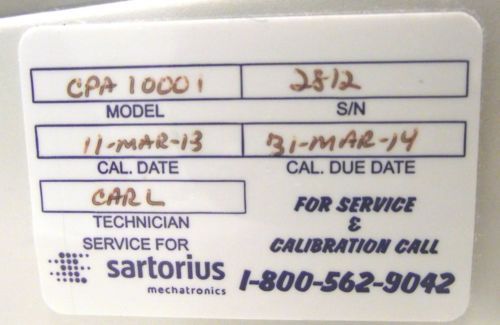 CPA 10001 2812
MODEL S/N
11-MAR-13 31-MAR-14
CAL. DATE CAL. DUE DATE
CARL
TECHNICIAN
FOR SERVICE
&
CALIBRATION CALL
1-800-562-9042
SERVICE FOR
sartorius
mechatronics